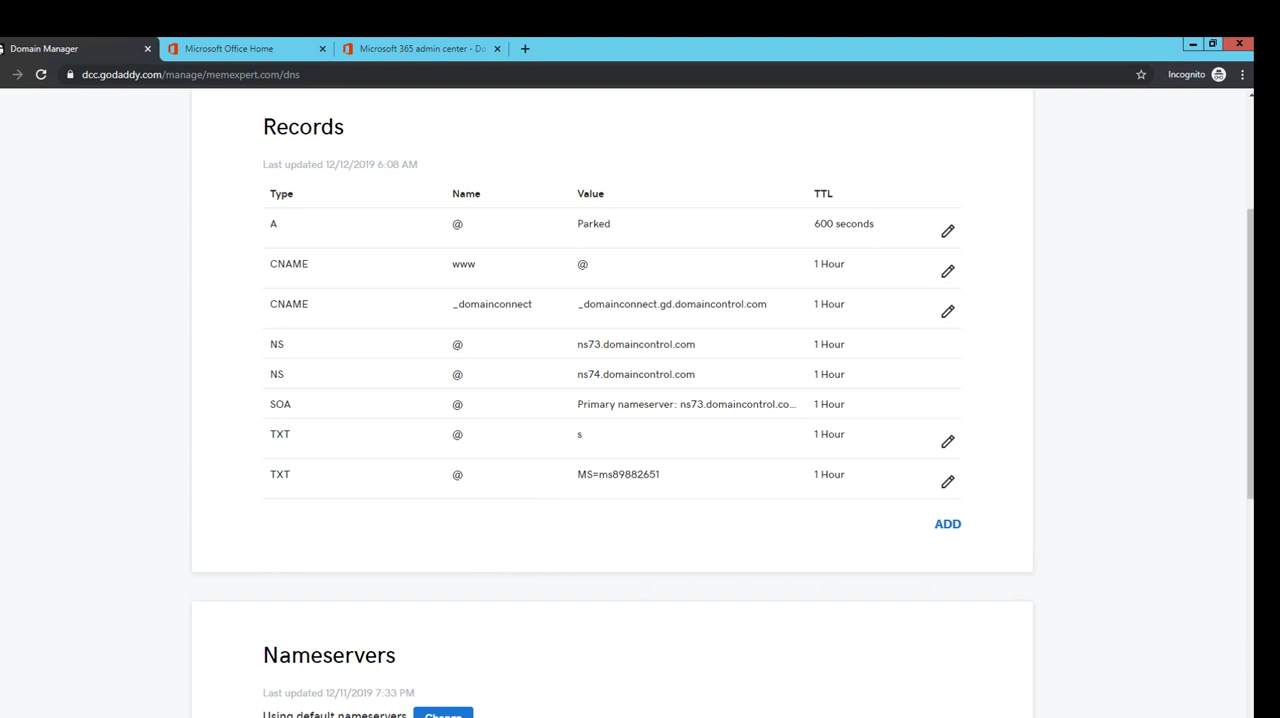 Domain Manager
Microsoft Office Home
Microsoft 365 admin center - Do
dcc.godaddy.com/manage/memexpert.com/dns
Incognito
Records
Last updated 12/12/2019 6:08 AM
Type Name Value TTL
A @ Parked 600 seconds
CNAME www @ 1 Hour
CNAME _domainconnect _domainconnect.gd.domaincontrol.com 1 Hour
NS @ ns73.domaincontrol.com 1 Hour
NS @ ns74.domaincontrol.com 1 Hour
SOA @ Primary nameserver: ns73.domaincontrol.co... 1 Hour
TXT @ s 1 Hour
TXT @ MS=ms89882651 1 Hour
ADD
Nameservers
Last updated 12/11/2019 7:33 PM
Using default nameservers Change